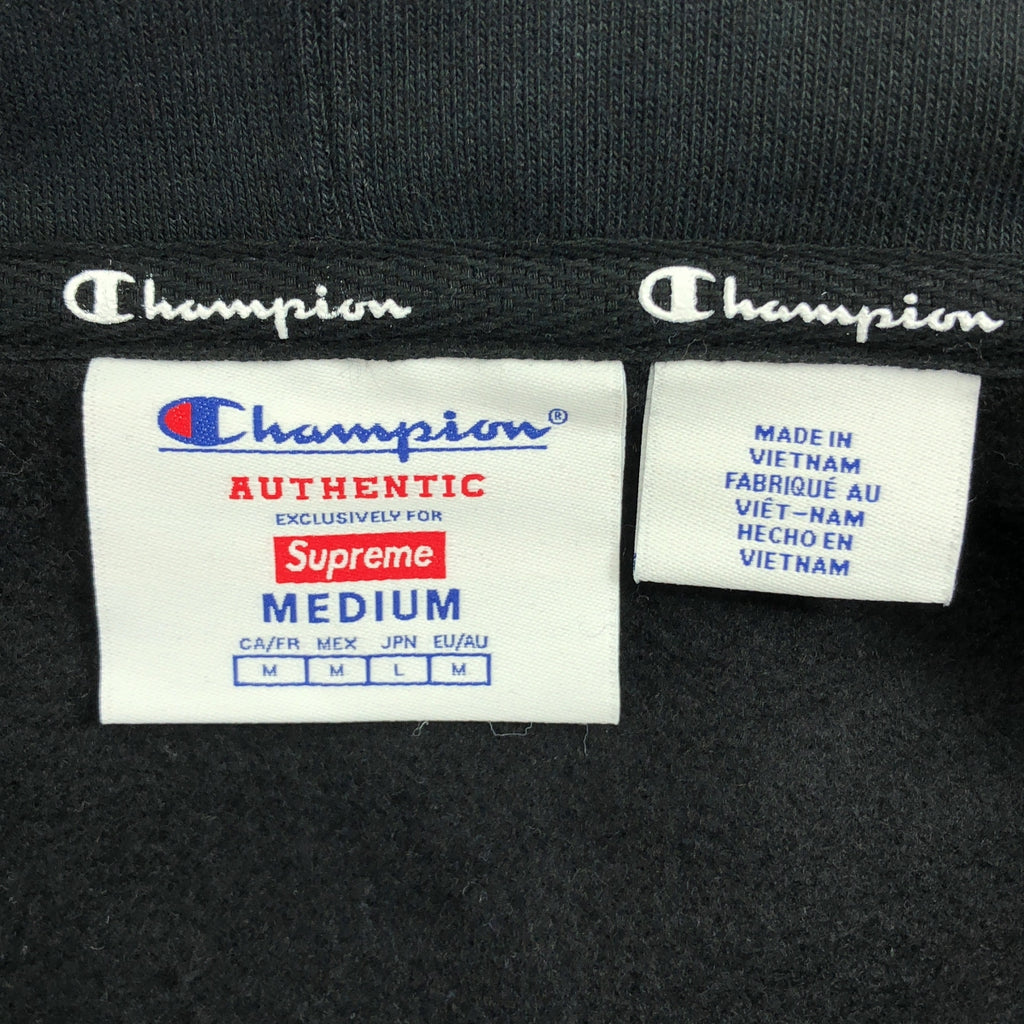 Champion Champion
Champion®
AUTHENTIC
EXCLUSIVELY FOR
Supreme
MEDIUM
CA/FR MEX JPN EU/AU
M M L M
MADE IN
VIETNAM
FABRIQUÉ AU
VIÊT-NAM
HECHO EN
VIETNAM